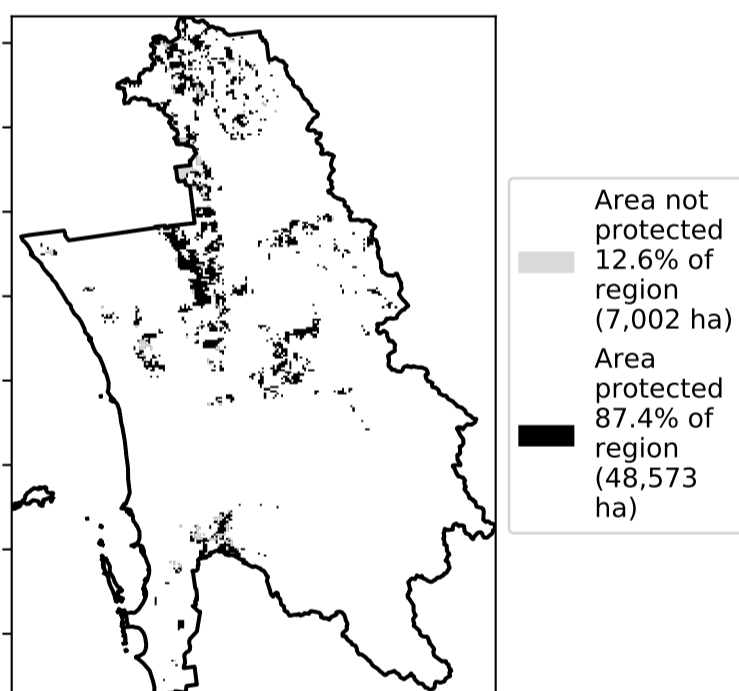 Area not
protected
12.6% of
region
(7,002 ha)
Area
protected
87.4% of
region
(48,573
ha)